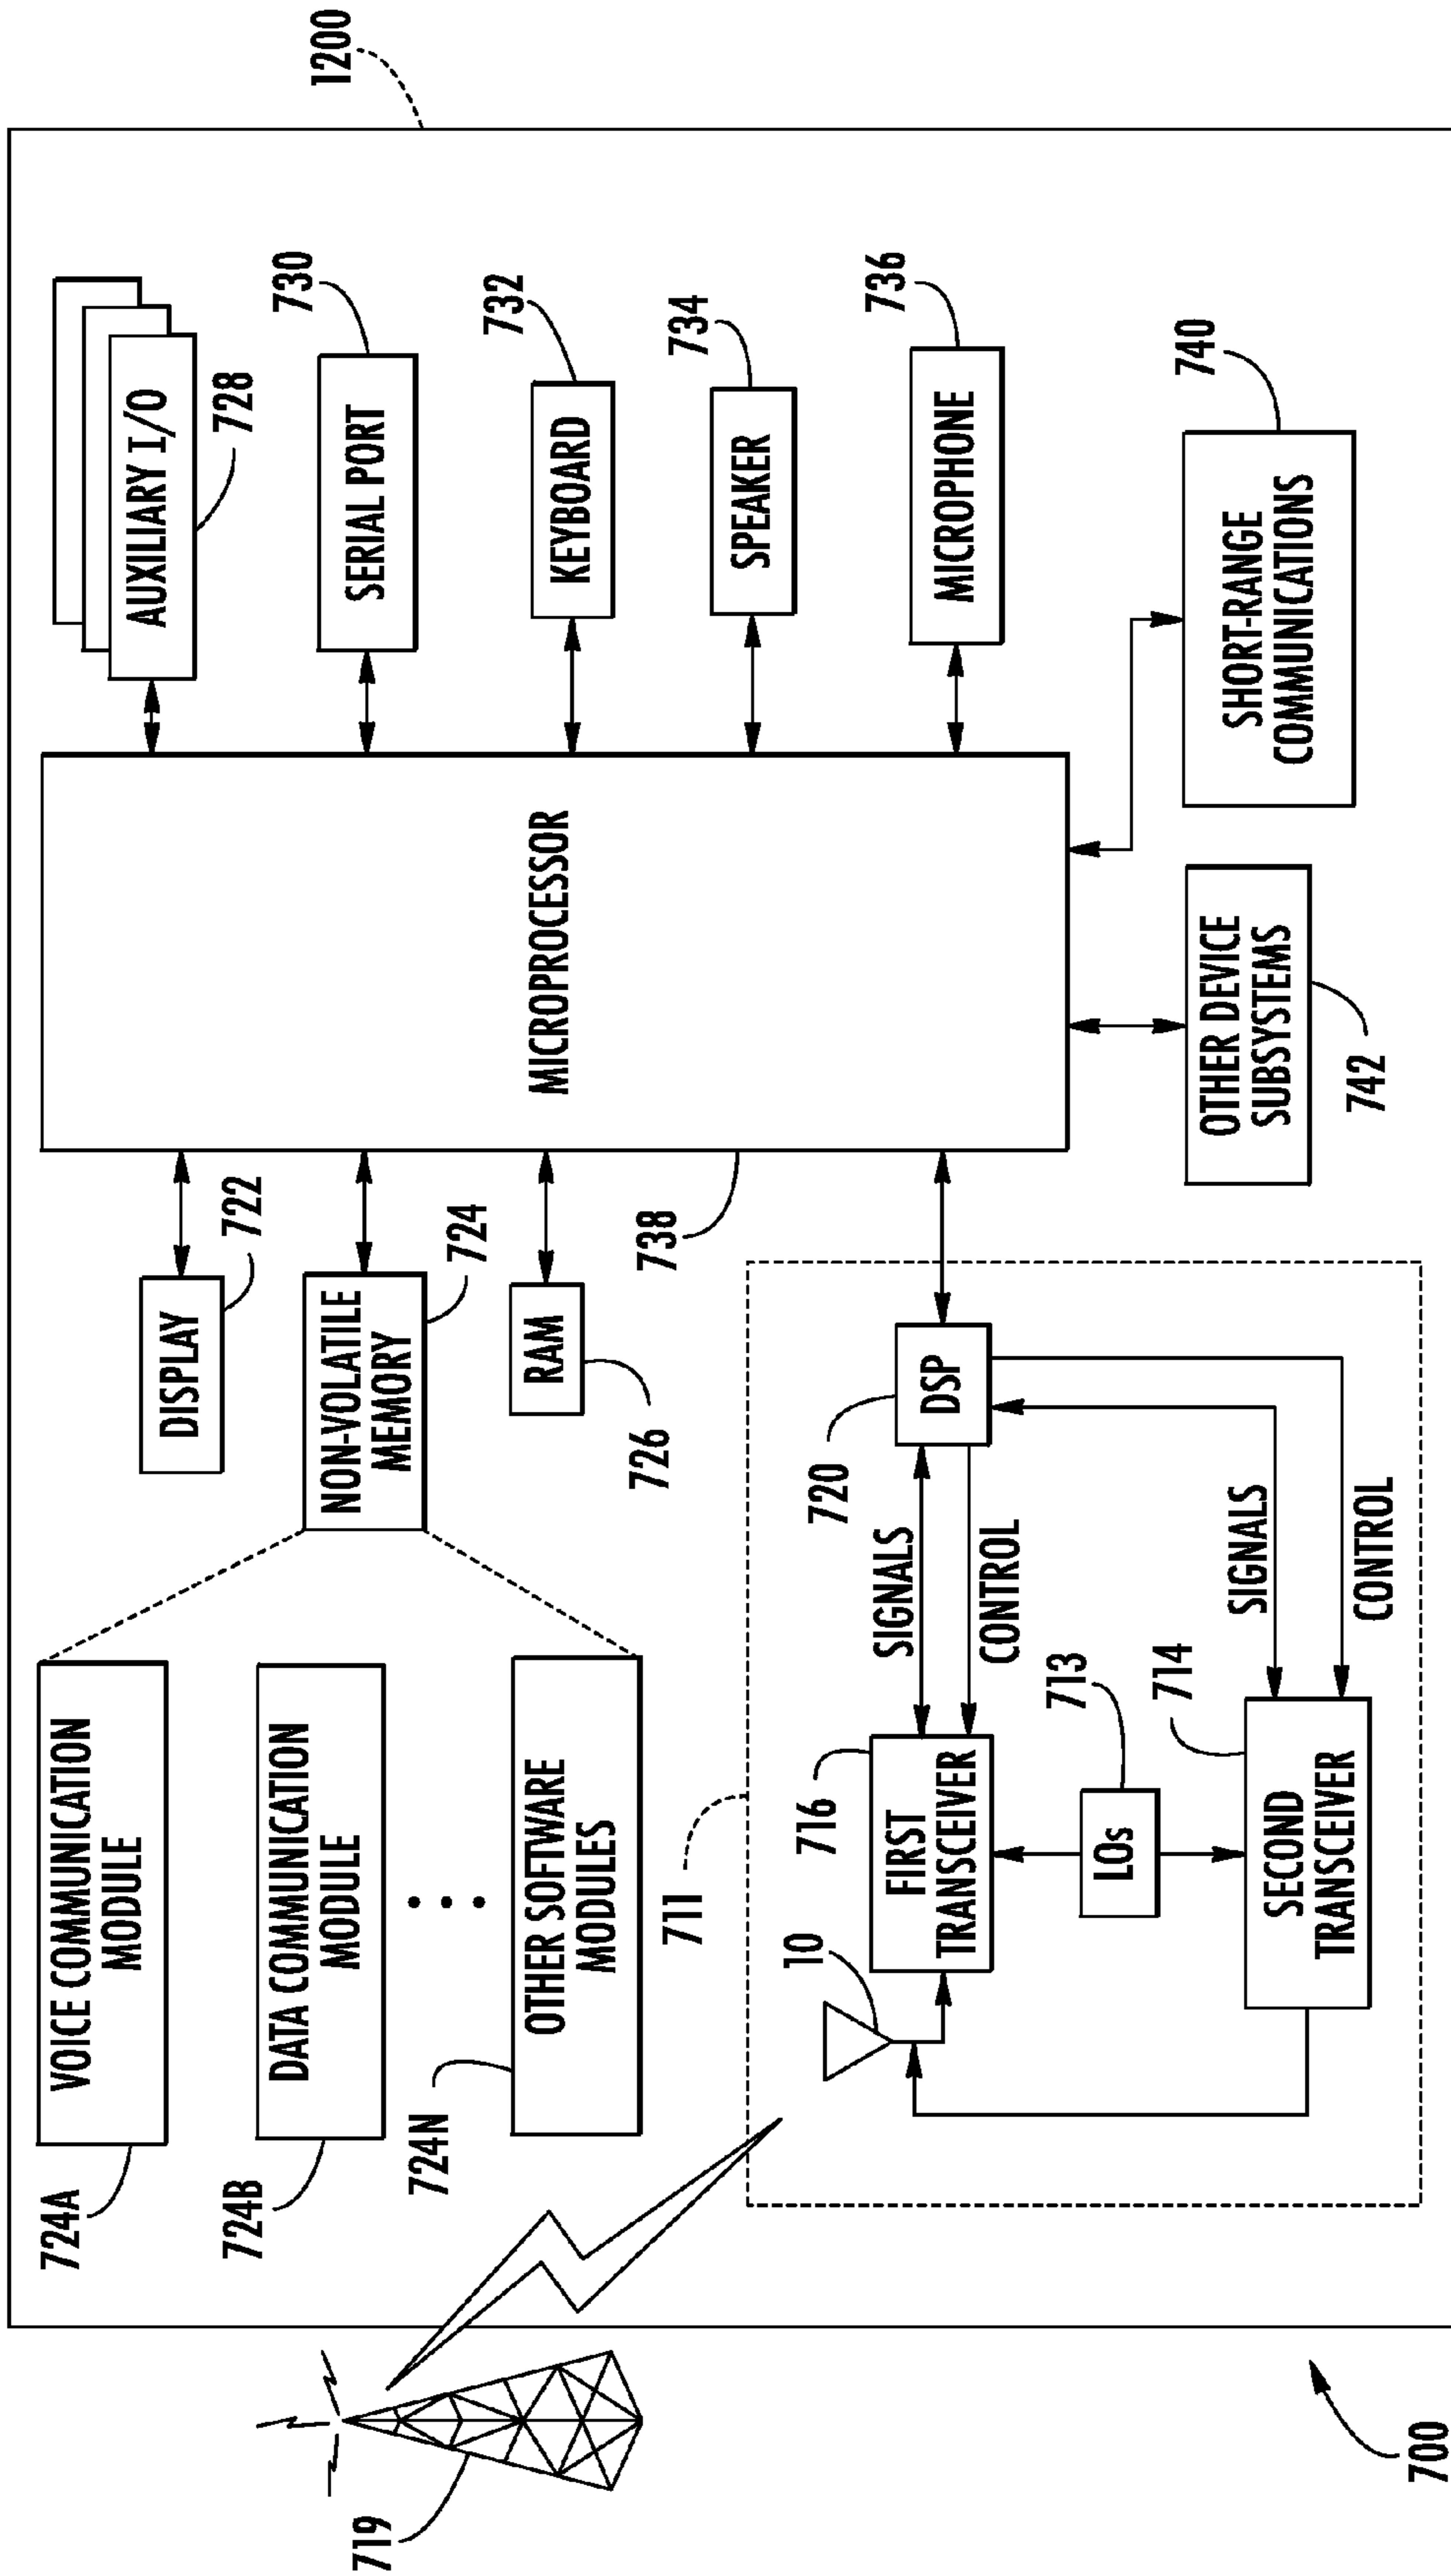 1200
724A
VOICE COMMUNICATION
MODULE
724B
DATA COMMUNICATION
MODULE
724N
OTHER SOFTWARE
MODULES
DISPLAY
722
NON-VOLATILE
MEMORY
724
RAM
726
738
MICROPROCESSOR
AUXILIARY I/O
728
SERIAL PORT
730
KEYBOARD
732
SPEAKER
734
MICROPHONE
736
SHORT-RANGE
COMMUNICATIONS
740
OTHER DEVICE
SUBSYSTEMS
742
719
711
10
716
FIRST
TRANSCEIVER
SIGNALS
CONTROL
720
DSP
LOs
713
714
SECOND
TRANSCEIVER
SIGNALS
CONTROL
700